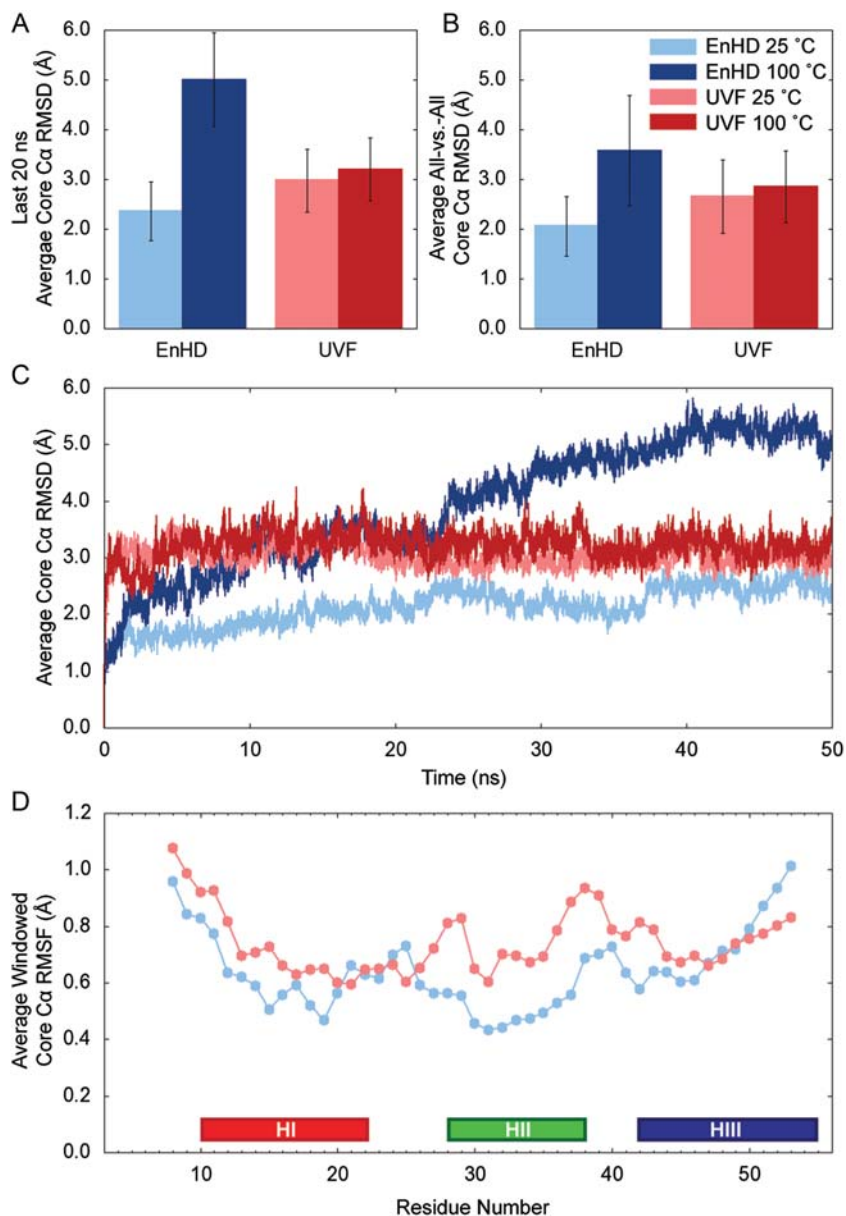 A
Last 20 ns
Avergae Core Cα RMSD (Å)
6.0
5.0
4.0
3.0
2.0
1.0
0.0
EnHD UVF
B
Average All-vs.-All
Core Cα RMSD (Å)
6.0
5.0
4.0
3.0
2.0
1.0
0.0
EnHD 25 °C
EnHD 100 °C
UVF 25 °C
UVF 100 °C
EnHD UVF
C
Average Core Cα RMSD (Å)
6.0
5.0
4.0
3.0
2.0
1.0
0.0
0 10 20 30 40 50
Time (ns)
D
Average Windowed
Core Cα RMSF (Å)
1.2
1.0
0.8
0.6
0.4
0.2
0.0
HI HII HIII
10 20 30 40 50
Residue Number